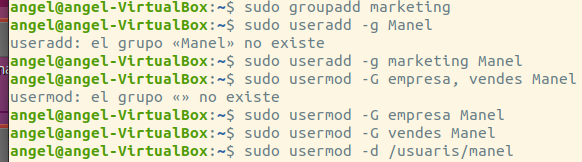 angel@angel-VirtualBox:~$ sudo groupadd marketing
angel@angel-VirtualBox:~$ sudo useradd -g Manel
useradd: el grupo «Manel» no existe
angel@angel-VirtualBox:~$ sudo useradd -g marketing Manel
angel@angel-VirtualBox:~$ sudo usermod -G empresa, vendes Manel
usermod: el grupo «» no existe
angel@angel-VirtualBox:~$ sudo usermod -G empresa Manel
angel@angel-VirtualBox:~$ sudo usermod -G vendes Manel
angel@angel-VirtualBox:~$ sudo usermod -d /usuaris/manel